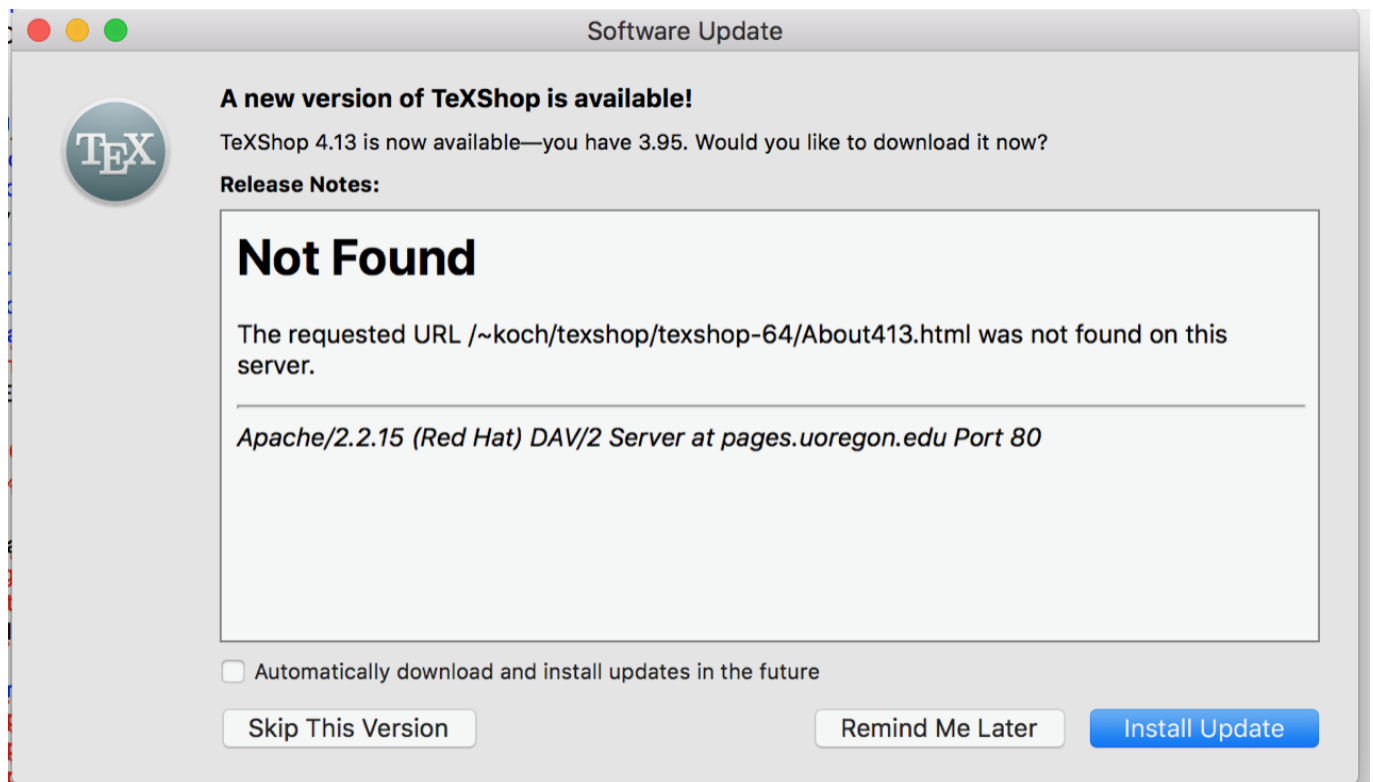 Software Update
TEX
A new version of TeXShop is available!
TeXShop 4.13 is now available—you have 3.95. Would you like to download it now?
Release Notes:
Not Found
The requested URL /~koch/texshop/texshop-64/About413.html was not found on this
server.
Apache/2.2.15 (Red Hat) DAV/2 Server at pages.uoregon.edu Port 80
Automatically download and install updates in the future
Skip This Version
Remind Me Later
Install Update